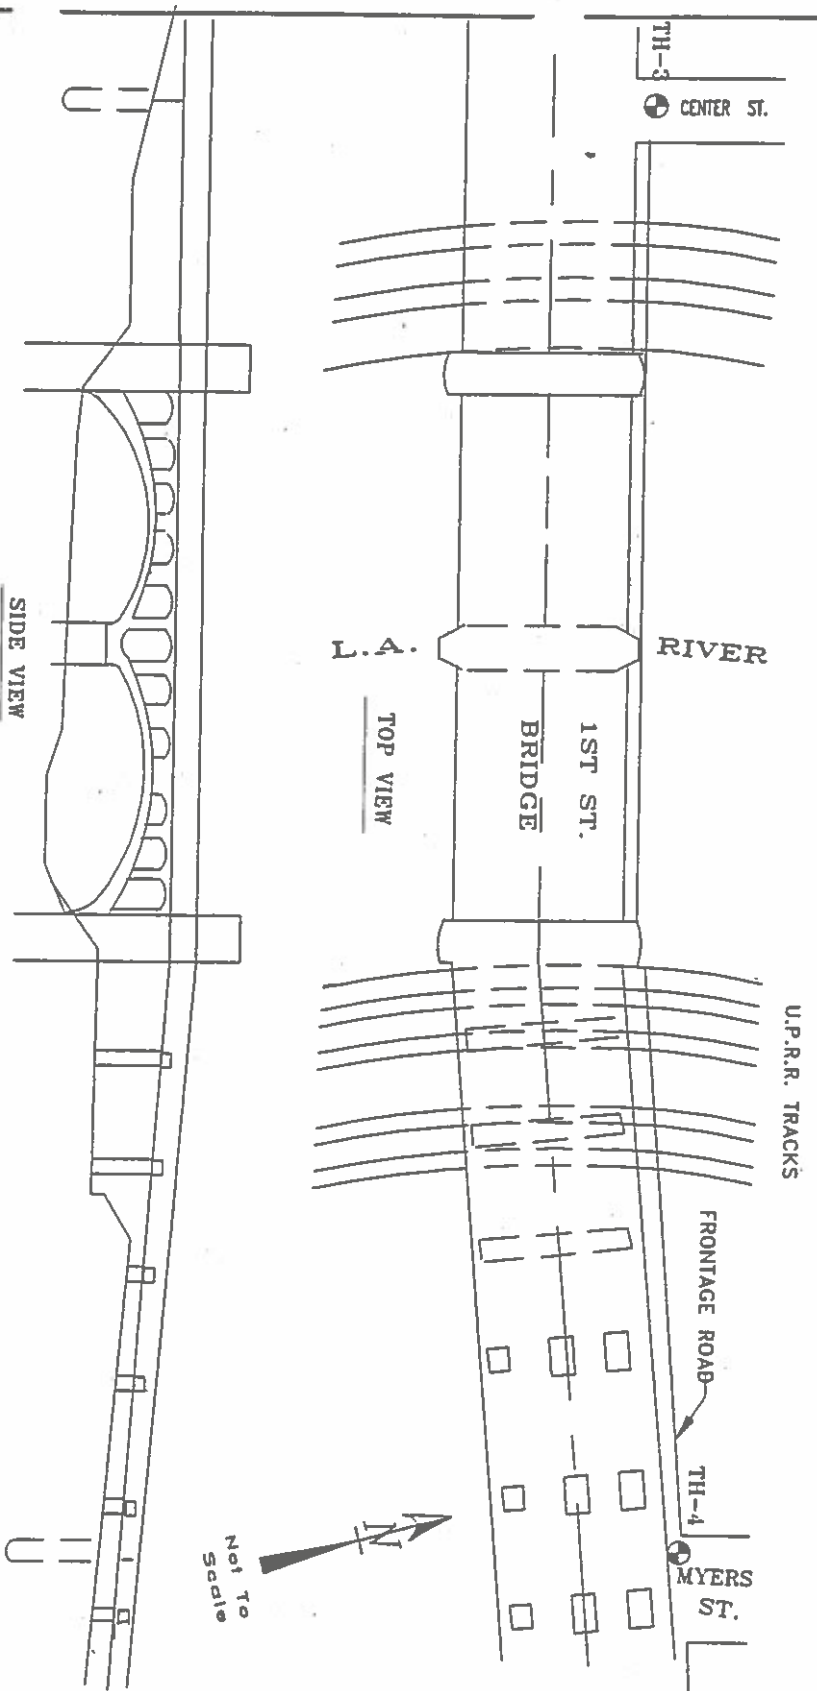 TH-3
CENTER ST.
L.A. RIVER
1ST ST.
BRIDGE
TOP VIEW
SIDE VIEW
U.P.R.R. TRACKS
FRONTAGE ROAD
TH-4
MYERS
ST.
N
Not To
Scale